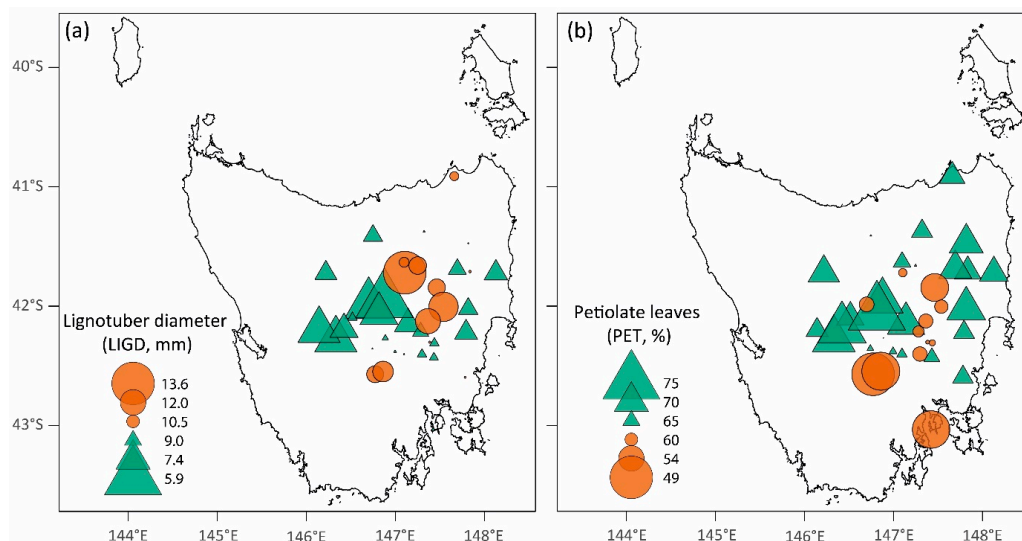 (a)
(b)
40°S
41°S
42°S
43°S
Lignotuber diameter
(LIGD, mm)
13.6
12.0
10.5
9.0
7.4
5.9
Petiolate leaves
(PET, %)
75
70
65
60
54
49
144°E
145°E
146°E
147°E
148°E
144°E
145°E
146°E
147°E
148°E